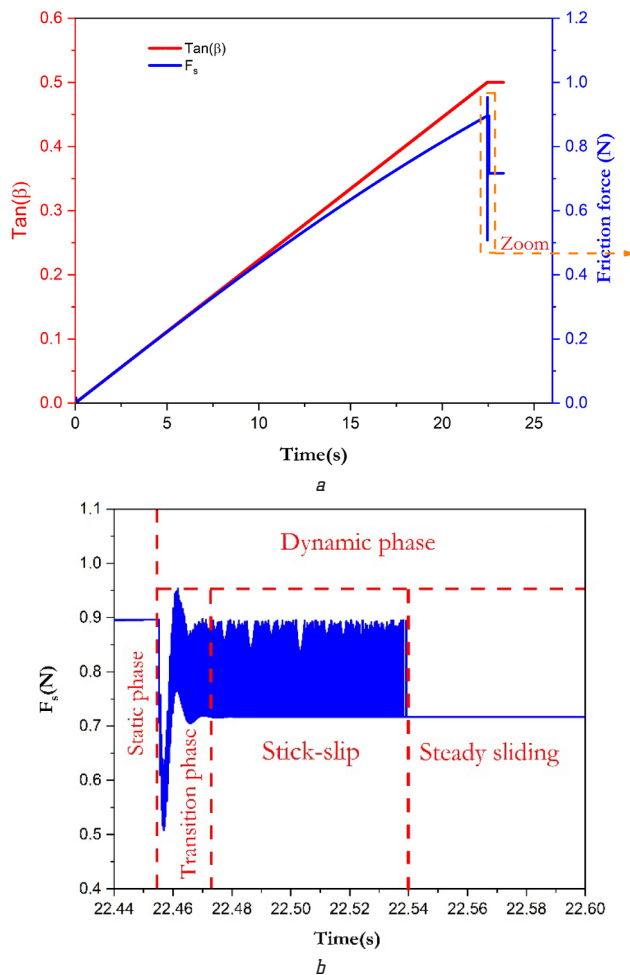 0.6
0.5
0.4
0.3
0.2
0.1
0.0
Tan(β)
Tan(β)
F_s
1.2
1.0
0.8
0.6
0.4
0.2
0.0
Friction force (N)
Zoom
0 5 10 15 20 25
Time(s)
a
1.1
1.0
0.9
0.8
0.7
0.6
0.5
0.4
F_s(N)
Dynamic phase
Static phase
Transition phase
Stick-slip
Steady sliding
22.44 22.46 22.48 22.50 22.52 22.54 22.56 22.58 22.60
Time(s)
b